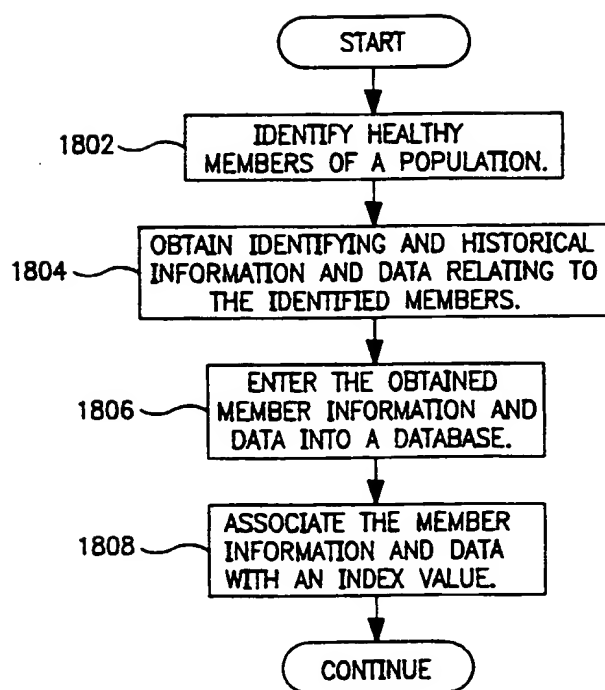 START
1802
IDENTIFY HEALTHY
MEMBERS OF A POPULATION.
1804
OBTAIN IDENTIFYING AND HISTORICAL
INFORMATION AND DATA RELATING TO
THE IDENTIFIED MEMBERS.
1806
ENTER THE OBTAINED
MEMBER INFORMATION AND
DATA INTO A DATABASE.
1808
ASSOCIATE THE MEMBER
INFORMATION AND DATA
WITH AN INDEX VALUE.
CONTINUE